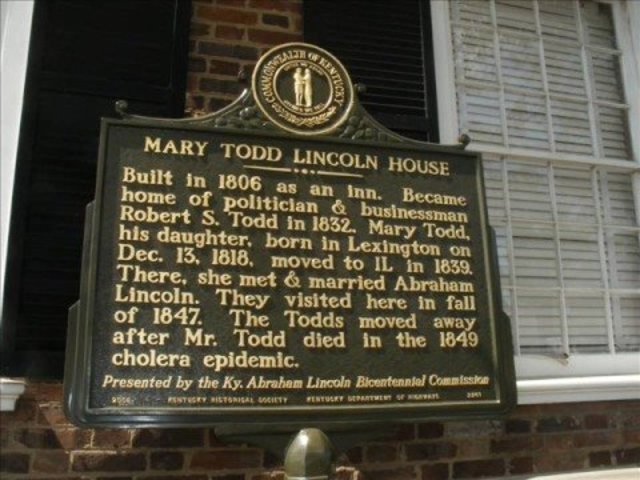 COMMONWEALTH OF KENTUCKY
MARY TODD LINCOLN HOUSE
Built in 1806 as an inn. Became
home of politician & businessman
Robert S. Todd in 1832. Mary Todd,
his daughter, born in Lexington on
Dec. 13, 1818, moved to IL in 1839.
There, she met & married Abraham
Lincoln. They visited here in fall
of 1847. The Todds moved away
after Mr. Todd died in the 1849
cholera epidemic.
Presented by the Ky. Abraham Lincoln Bicentennial Commission
KENTUCKY HISTORICAL SOCIETY KENTUCKY DEPARTMENT OF HIGHWAYS